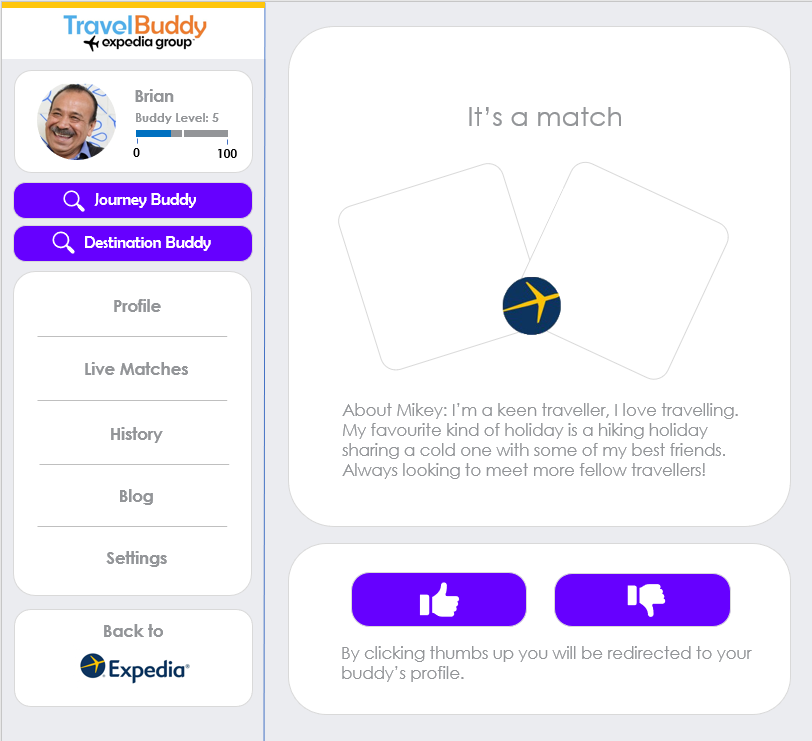 TravelBuddy
expedia group
Brian
Buddy Level: 5
0 100
Journey Buddy
Destination Buddy
Profile
Live Matches
History
Blog
Settings
Back to
Expedia®
It's a match
About Mikey: I'm a keen traveller, I love travelling.
My favourite kind of holiday is a hiking holiday
sharing a cold one with some of my best friends.
Always looking to meet more fellow travellers!
By clicking thumbs up you will be redirected to your
buddy's profile.